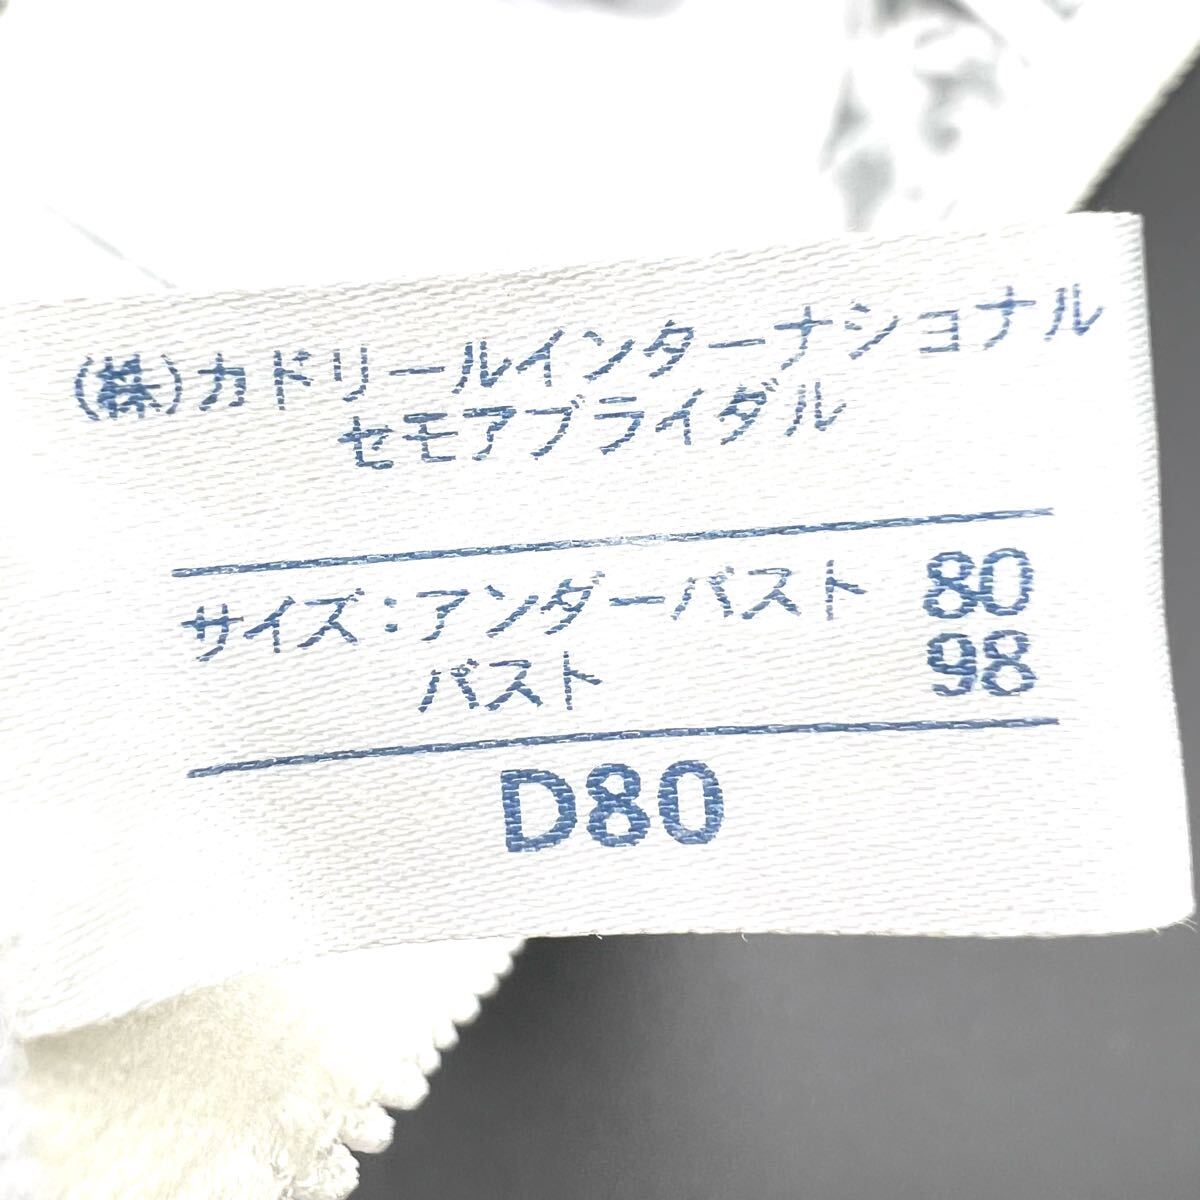 (株)カドリールインターナショナル
セモアブライダル
サイズ:アンダーバスト 80
バスト 98
D80